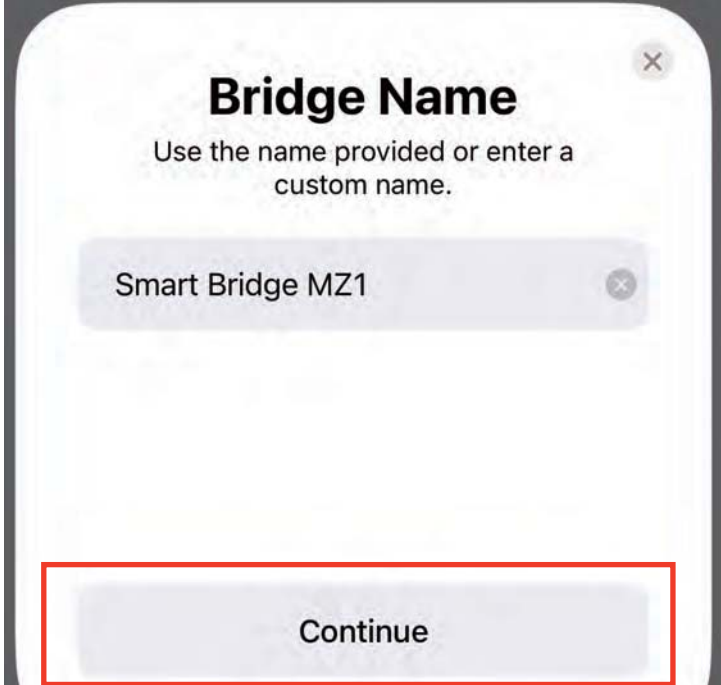 Bridge Name
Use the name provided or enter a
custom name.
Smart Bridge MZ1
Continue